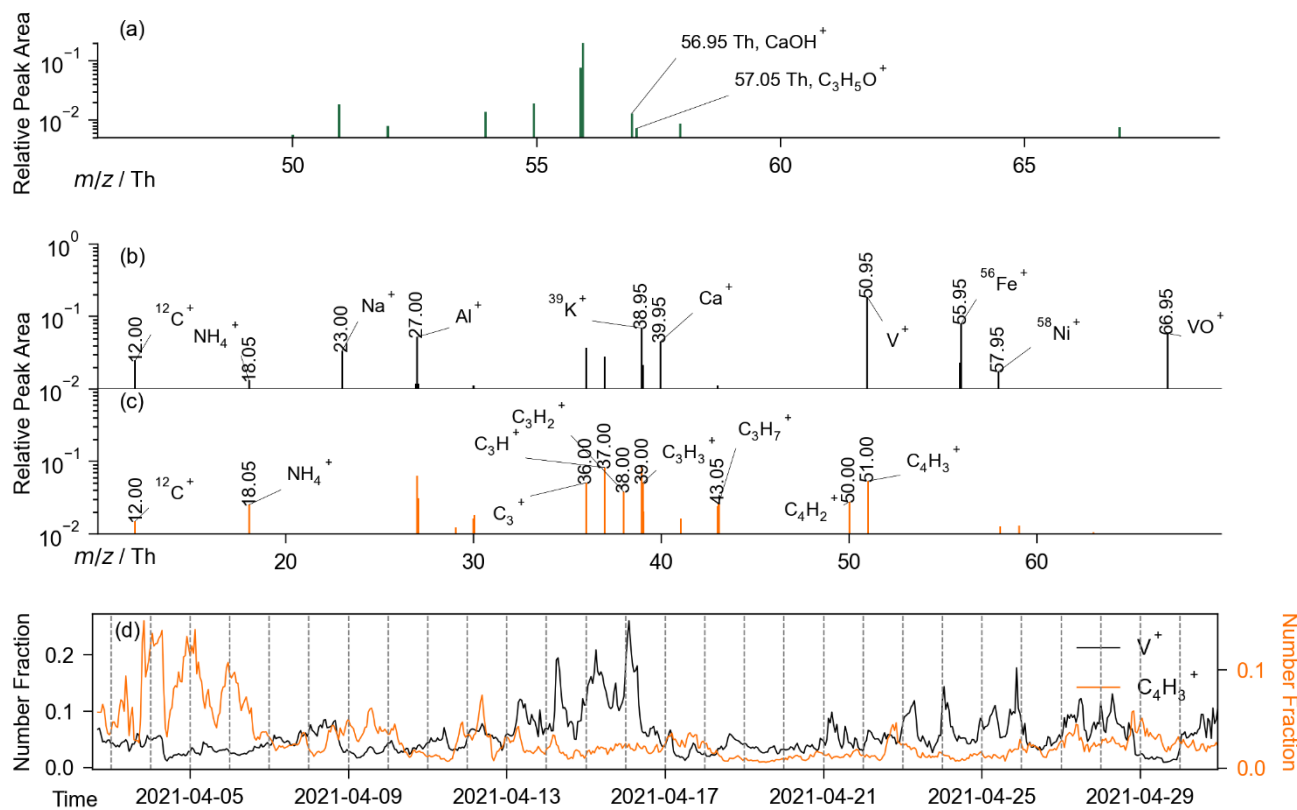 (a)
Relative Peak Area
10⁻¹
10⁻²
56.95 Th, CaOH⁺
57.05 Th, C₃H₅O⁺
50 55 60 65
m/z / Th
(b)
Relative Peak Area
10⁰
10⁻¹
10⁻²
12.00 ¹²C⁺
NH₄⁺ 18.05
23.00 Na⁺
27.00 Al⁺
³⁹K⁺ 38.95
39.95 Ca⁺
50.95 V⁺
55.95 ⁵⁶Fe⁺
57.95 ⁵⁸Ni⁺
66.95 VO⁺
(c)
10⁻¹
10⁻²
12.00 ¹²C⁺
18.05 NH₄⁺
C₃⁺ 36.00
C₃H⁺ 37.00
C₃H₂⁺ 38.00
39.00 C₃H₃⁺
43.05 C₃H₇⁺
C₄H₂⁺ 50.00
51.00 C₄H₃⁺
20 30 40 50 60
m/z / Th
(d)
Number Fraction
0.2
0.1
0.0
V⁺
C₄H₃⁺
0.1
0.0
Number Fraction
Time 2021-04-05 2021-04-09 2021-04-13 2021-04-17 2021-04-21 2021-04-25 2021-04-29